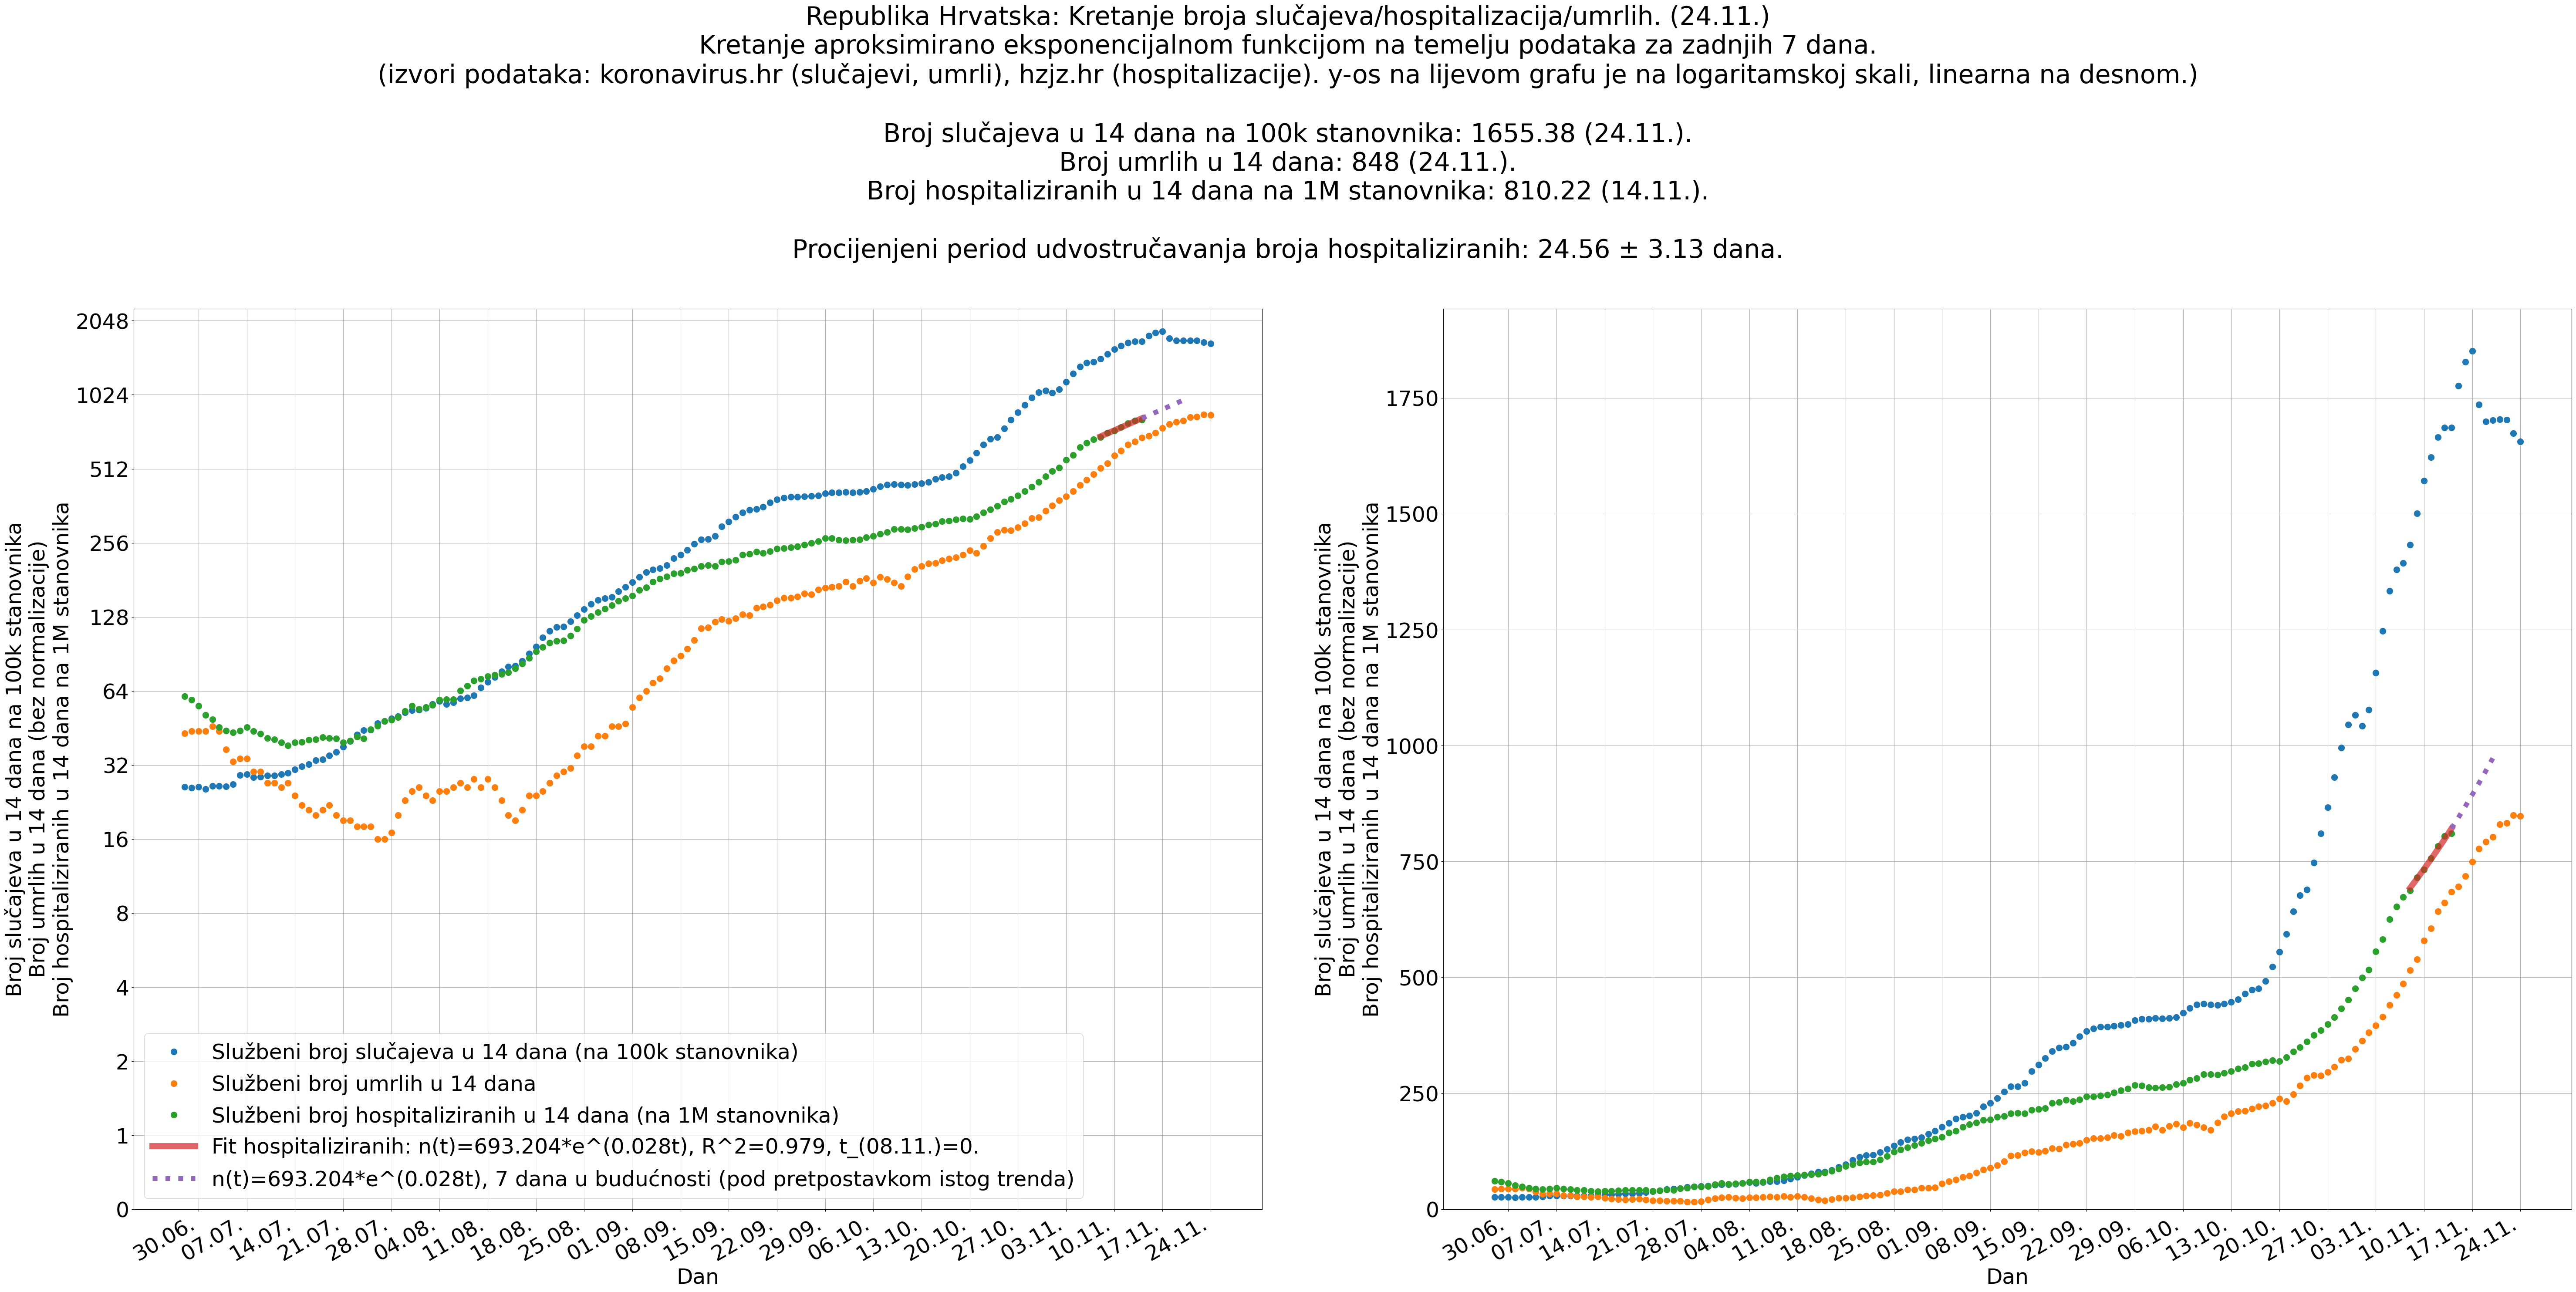 Republika Hrvatska: Kretanje broja slučajeva/hospitalizacija/umrlih. (24.11.)
Kretanje aproksimirano eksponencijalnom funkcijom na temelju podataka za zadnjih 7 dana.
(izvori podataka: koronavirus.hr (slučajevi, umrli), hzjz.hr (hospitalizacije). y-os na lijevom grafu je na logaritamskoj skali, linearna na desnom.)
Broj slučajeva u 14 dana na 100k stanovnika: 1655.38 (24.11.).
Broj umrlih u 14 dana: 848 (24.11.).
Broj hospitaliziranih u 14 dana na 1M stanovnika: 810.22 (14.11.).
Procijenjeni period udvostručavanja broja hospitaliziranih: 24.56 ± 3.13 dana.
Broj slučajeva u 14 dana na 100k stanovnika
Broj umrlih u 14 dana (bez normalizacije)
Broj hospitaliziranih u 14 dana na 1M stanovnika
2048
1024
512
256
128
64
32
16
8
4
2
1
0
Službeni broj slučajeva u 14 dana (na 100k stanovnika)
Službeni broj umrlih u 14 dana
Službeni broj hospitaliziranih u 14 dana (na 1M stanovnika)
Fit hospitaliziranih: n(t)=693.204*e^(0.028t), R^2=0.979, t_(08.11.)=0.
n(t)=693.204*e^(0.028t), 7 dana u budućnosti (pod pretpostavkom istog trenda)
30.06. 07.07. 14.07. 21.07. 28.07. 04.08. 11.08. 18.08. 25.08. 01.09. 08.09. 15.09. 22.09. 29.09. 06.10. 13.10. 20.10. 27.10. 03.11. 10.11. 17.11. 24.11.
Dan
Broj slučajeva u 14 dana na 100k stanovnika
Broj umrlih u 14 dana (bez normalizacije)
Broj hospitaliziranih u 14 dana na 1M stanovnika
1750
1500
1250
1000
750
500
250
0
30.06. 07.07. 14.07. 21.07. 28.07. 04.08. 11.08. 18.08. 25.08. 01.09. 08.09. 15.09. 22.09. 29.09. 06.10. 13.10. 20.10. 27.10. 03.11. 10.11. 17.11. 24.11.
Dan